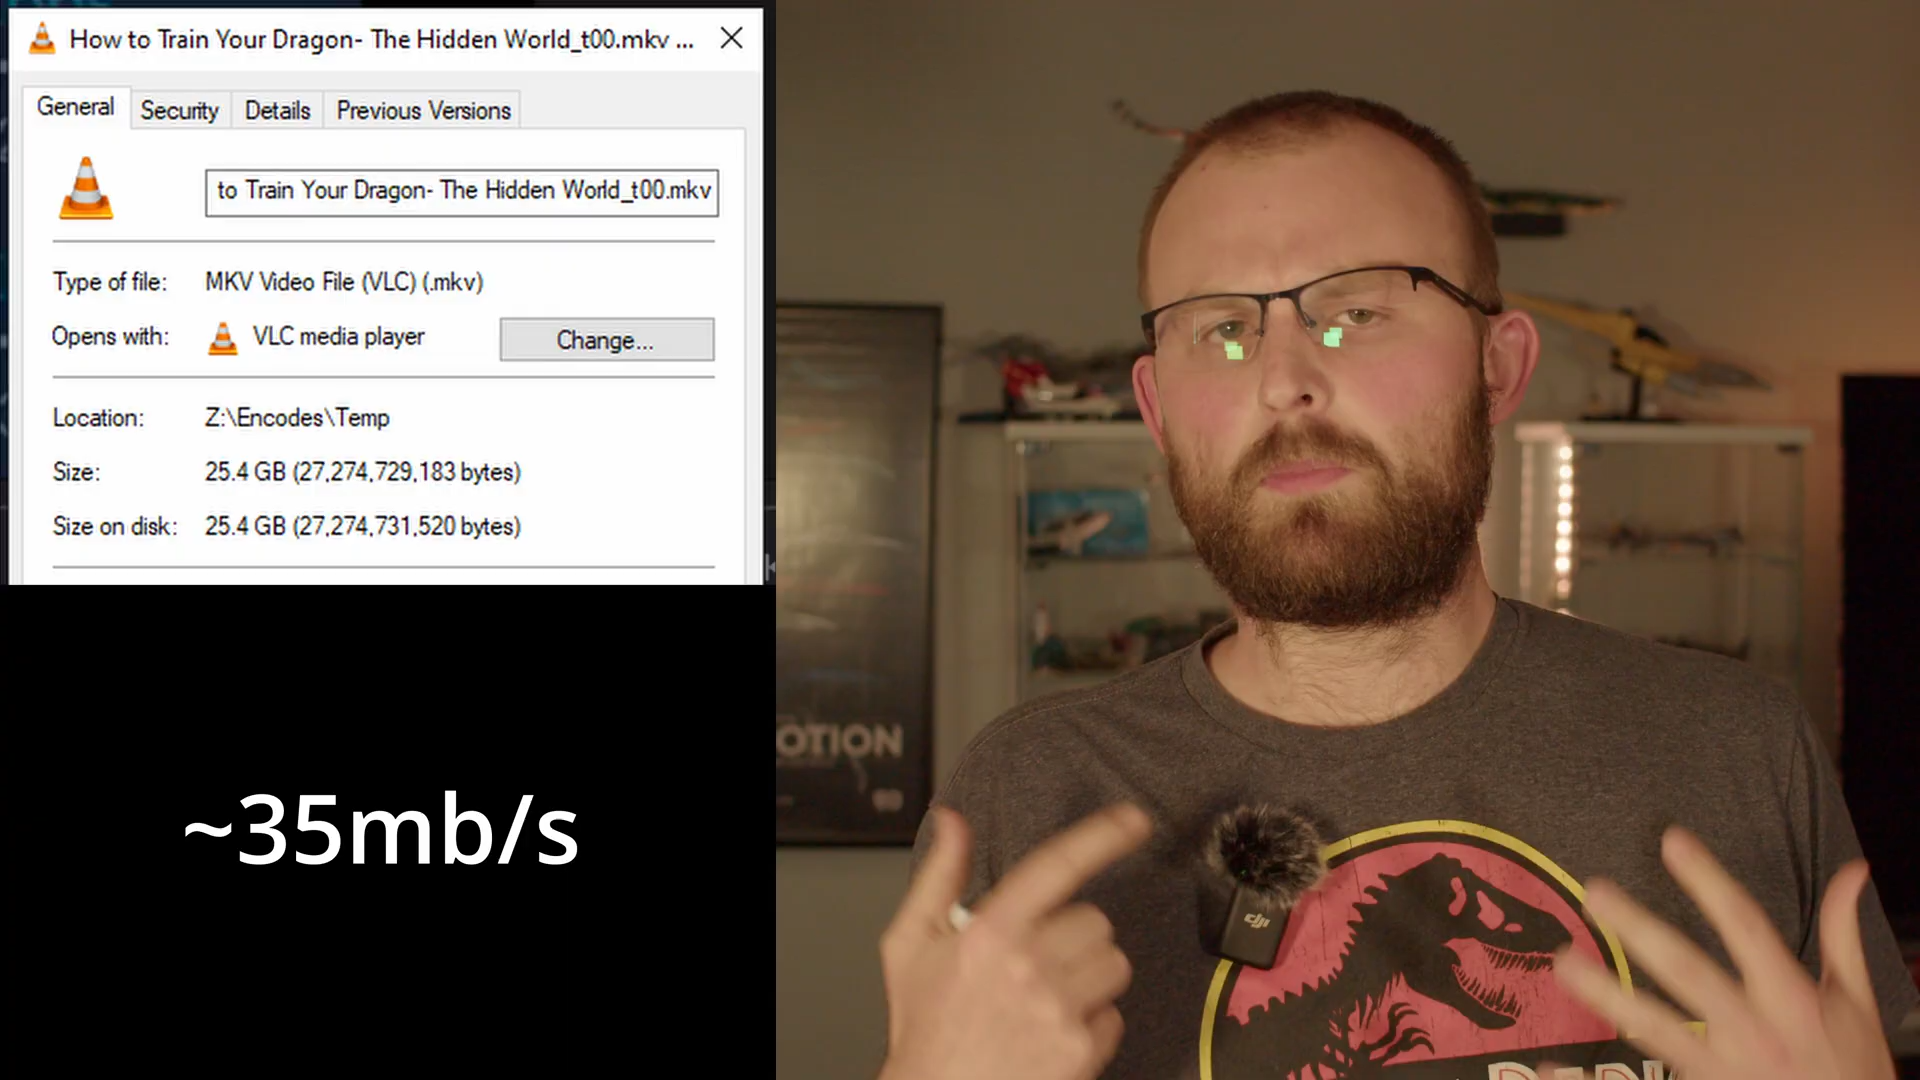 How to Train Your Dragon- The Hidden World_t00.mkv ...
General Security Details Previous Versions
to Train Your Dragon- The Hidden World_t00.mkv
Type of file: MKV Video File (VLC) (.mkv)
Opens with: VLC media player Change...
Location: Z:\Encodes\Temp
Size: 25.4 GB (27,274,729,183 bytes)
Size on disk: 25.4 GB (27,274,731,520 bytes)
~35mb/s
OTION
dji